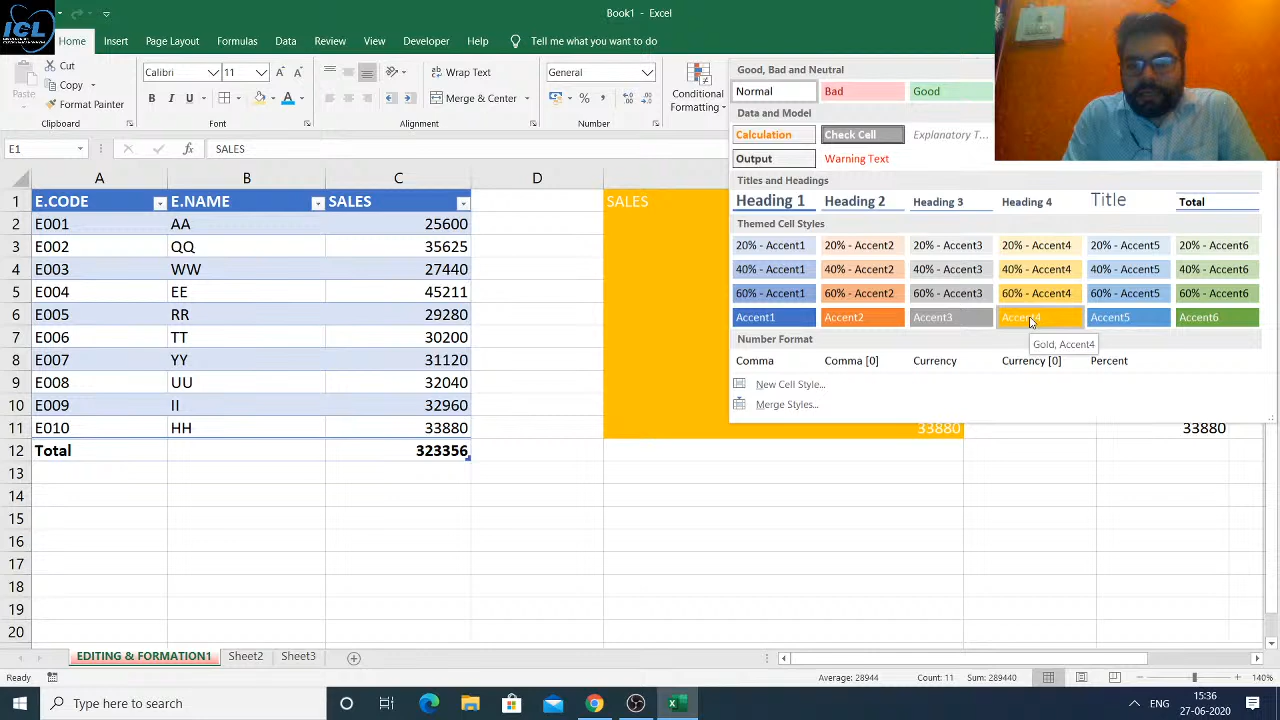 ICL
Book1 - Excel
Home Insert Page Layout Formulas Data Review View Developer Help Tell me what you want to do
Paste
Cut
Copy
Format Painter
Clipboard
Calibri 11
B I U
A
Font
ab
Wrap Text
Merge & Center
Alignment
General
% ,
Number
Conditional
Formatting
Good, Bad and Neutral
Normal Bad Good
Data and Model
Calculation Check Cell Explanatory T...
Output Warning Text
Titles and Headings
Heading 1 Heading 2 Heading 3 Heading 4 Title Total
Themed Cell Styles
20% - Accent1 20% - Accent2 20% - Accent3 20% - Accent4 20% - Accent5 20% - Accent6
40% - Accent1 40% - Accent2 40% - Accent3 40% - Accent4 40% - Accent5 40% - Accent6
60% - Accent1 60% - Accent2 60% - Accent3 60% - Accent4 60% - Accent5 60% - Accent6
Accent1 Accent2 Accent3 Accent4 Accent5 Accent6
Gold, Accent4
Number Format
Comma Comma [0] Currency Currency [0] Percent
New Cell Style...
Merge Styles...
E1 fx SALES
A B C D
1 E.CODE E.NAME SALES SALES
2 E001 AA 25600
3 E002 QQ 35625
4 E003 WW 27440
5 E004 EE 45211
6 E005 RR 29280
7 E006 TT 30200
8 E007 YY 31120
9 E008 UU 32040
10 E009 II 32960
11 E010 HH 33880 33880 33880
12 Total 323356
13
14
15
16
17
18
19
20
EDITING & FORMATION1 Sheet2 Sheet3
Ready Average: 28944 Count: 11 Sum: 289440 140%
Type here to search
ENG
15:36
27-06-2020